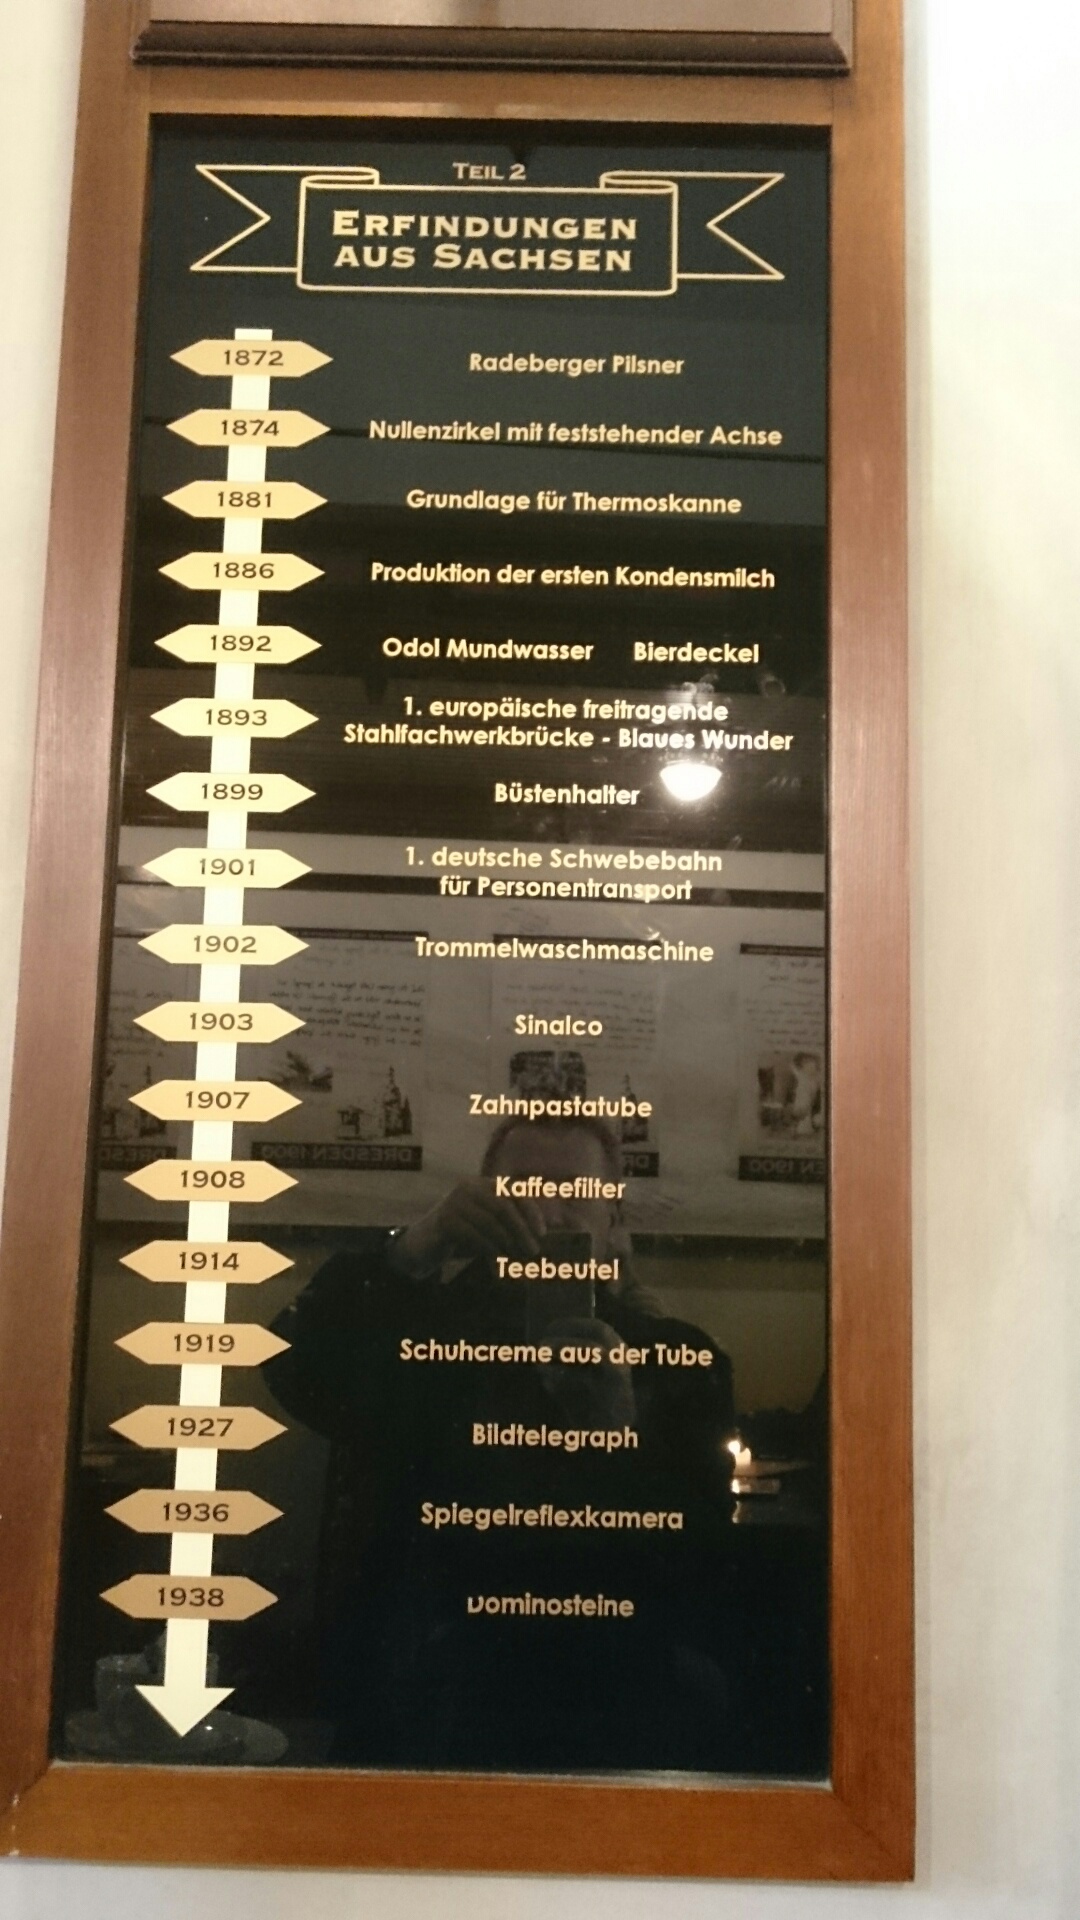 TEIL 2
ERFINDUNGEN
AUS SACHSEN
1872 Radeberger Pilsner
1874 Nullenzirkel mit feststehender Achse
1881 Grundlage für Thermoskanne
1886 Produktion der ersten Kondensmilch
1892 Odol Mundwasser Bierdeckel
1893 1. europäische freitragende
Stahlfachwerkbrücke - Blaues Wunder
1899 Büstenhalter
1901 1. deutsche Schwebebahn
für Personentransport
1902 Trommelwaschmaschine
1903 Sinalco
1907 Zahnpastatube
1908 Kaffeefilter
1914 Teebeutel
1919 Schuhcreme aus der Tube
1927 Bildtelegraph
1936 Spiegelreflexkamera
1938 Dominosteine
DRESDEN 1900